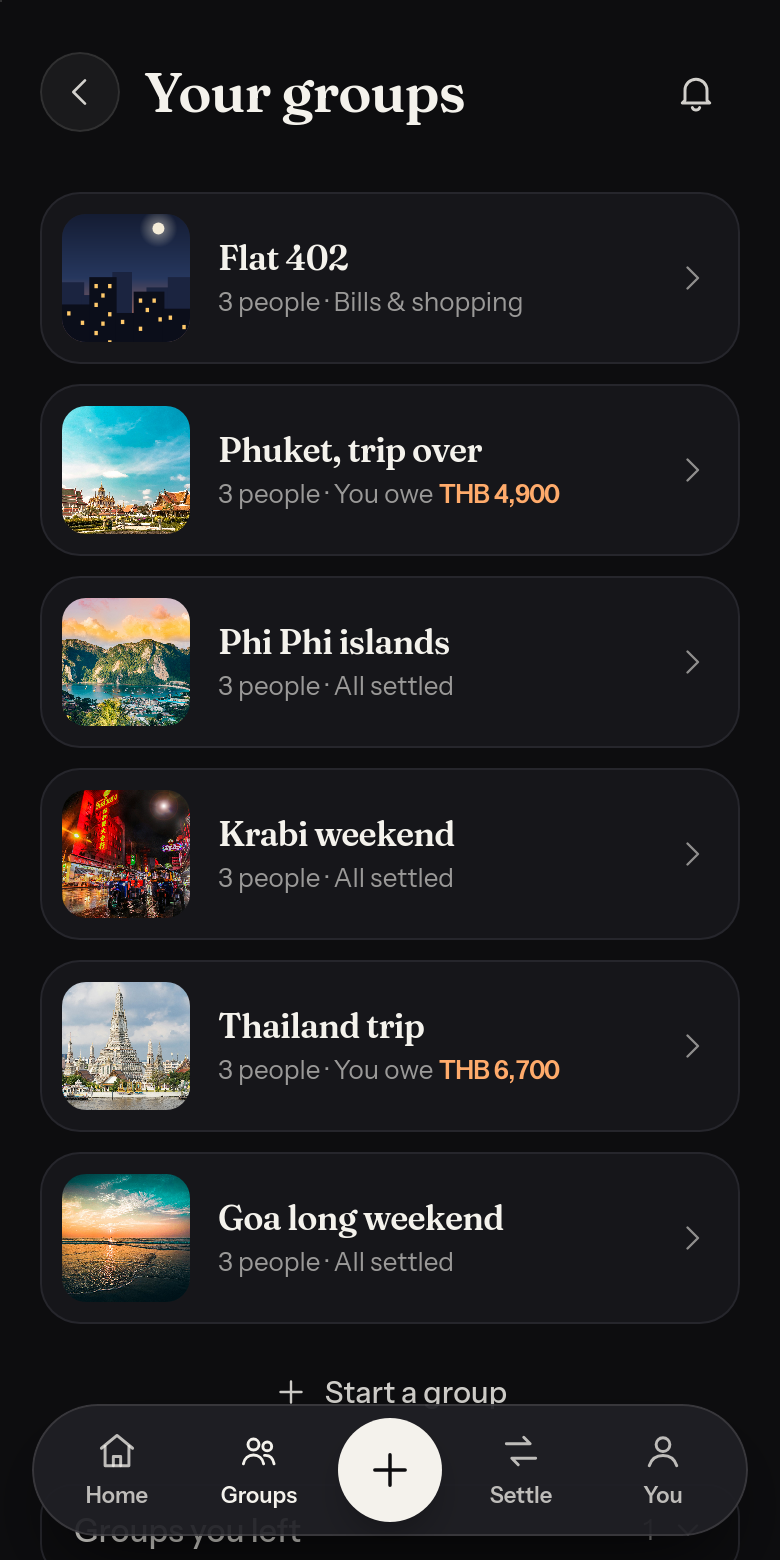 Your groups
Flat 402
3 people · Bills & shopping
Phuket, trip over
3 people · You owe THB 4,900
Phi Phi islands
3 people · All settled
Krabi weekend
3 people · All settled
Thailand trip
3 people · You owe THB 6,700
Goa long weekend
3 people · All settled
Start a group
Home
Groups
Settle
You
Groups you left
1